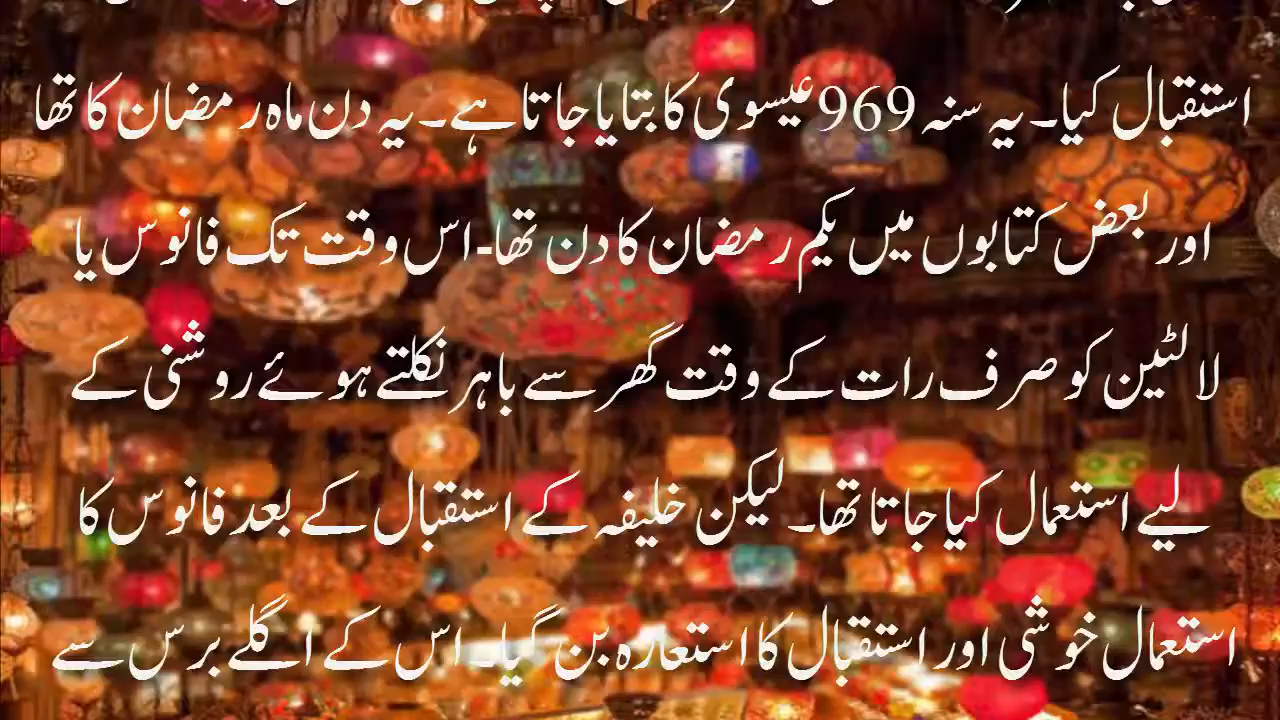 استقبال کیا۔ یہ سنہ 969عیسوی کا بتایا جاتا ہے۔ یہ دن ماہ رمضان کا تھا
اور بعض کتابوں میں یکم رمضان کا دن تھا۔ اس وقت تک فانوس یا
لالٹین کو صرف رات کے وقت گھر سے باہر نکلتے ہوئے روشنی کے
لیے استعمال کیا جاتا تھا۔ لیکن خلیفہ کے استقبال کے بعد فانوس کا
استعمال خوشی اور استقبال کا استعارہ بن گیا۔ اس کے اگلے برس سے